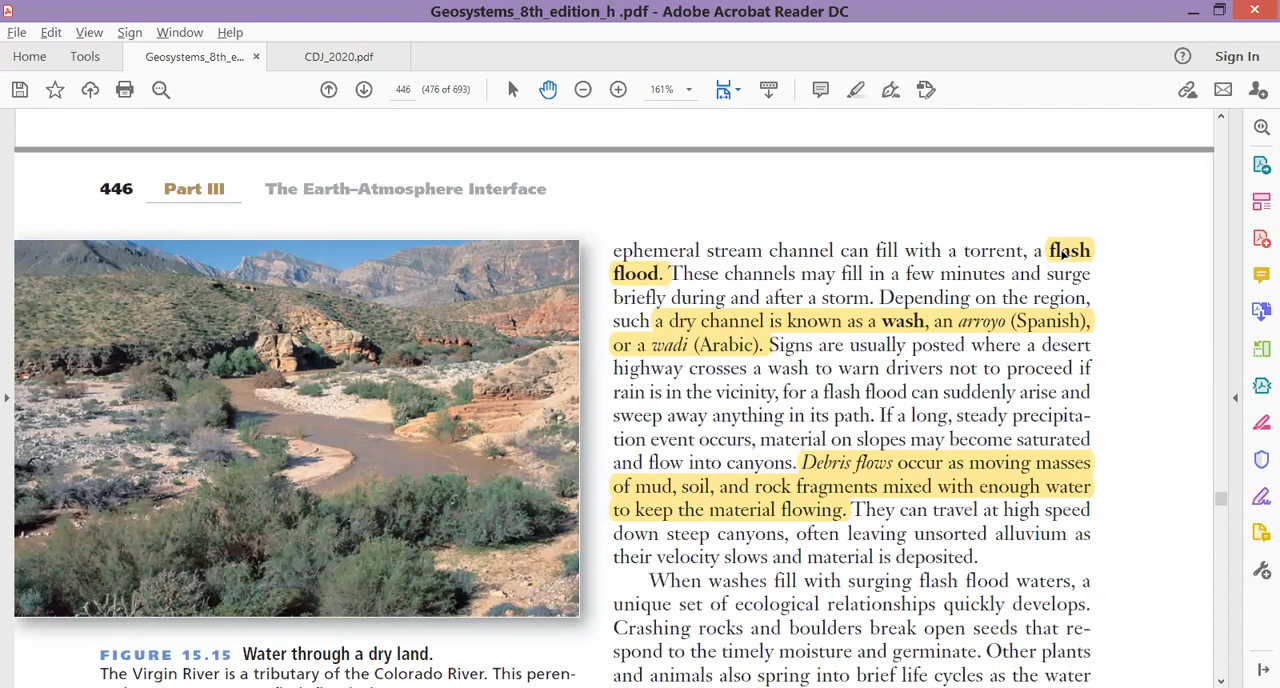 Geosystems_8th_edition_h .pdf - Adobe Acrobat Reader DC
File Edit View Sign Window Help
Home Tools Geosystems_8th_e... × CDJ_2020.pdf Sign In
446 (476 of 693) 161%
446 Part III The Earth–Atmosphere Interface
ephemeral stream channel can fill with a torrent, a flash
flood. These channels may fill in a few minutes and surge
briefly during and after a storm. Depending on the region,
such a dry channel is known as a wash, an arroyo (Spanish),
or a wadi (Arabic). Signs are usually posted where a desert
highway crosses a wash to warn drivers not to proceed if
rain is in the vicinity, for a flash flood can suddenly arise and
sweep away anything in its path. If a long, steady precipita-
tion event occurs, material on slopes may become saturated
and flow into canyons. Debris flows occur as moving masses
of mud, soil, and rock fragments mixed with enough water
to keep the material flowing. They can travel at high speed
down steep canyons, often leaving unsorted alluvium as
their velocity slows and material is deposited.
When washes fill with surging flash flood waters, a
unique set of ecological relationships quickly develops.
Crashing rocks and boulders break open seeds that re-
spond to the timely moisture and germinate. Other plants
and animals also spring into brief life cycles as the water
FIGURE 15.15 Water through a dry land.
The Virgin River is a tributary of the Colorado River. This peren-